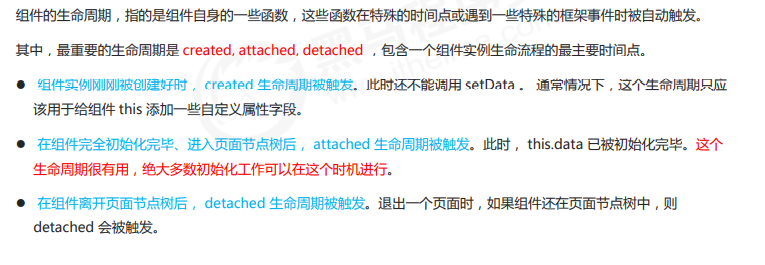 组件的生命周期，指的是组件自身的一些函数，这些函数在特殊的时间点或遇到一些特殊的框架事件时被自动触发。
其中，最重要的生命周期是 created, attached, detached ，包含一个组件实例生命流程的最主要时间点。
● 组件实例刚刚被创建好时， created 生命周期被触发。此时还不能调用 setData 。 通常情况下，这个生命周期只应
该用于给组件 this 添加一些自定义属性字段。
● 在组件完全初始化完毕、进入页面节点树后， attached 生命周期被触发。此时， this.data 已被初始化完毕。这个
生命周期很有用，绝大多数初始化工作可以在这个时机进行。
● 在组件离开页面节点树后， detached 生命周期被触发。退出一个页面时，如果组件还在页面节点树中，则
detached 会被触发。